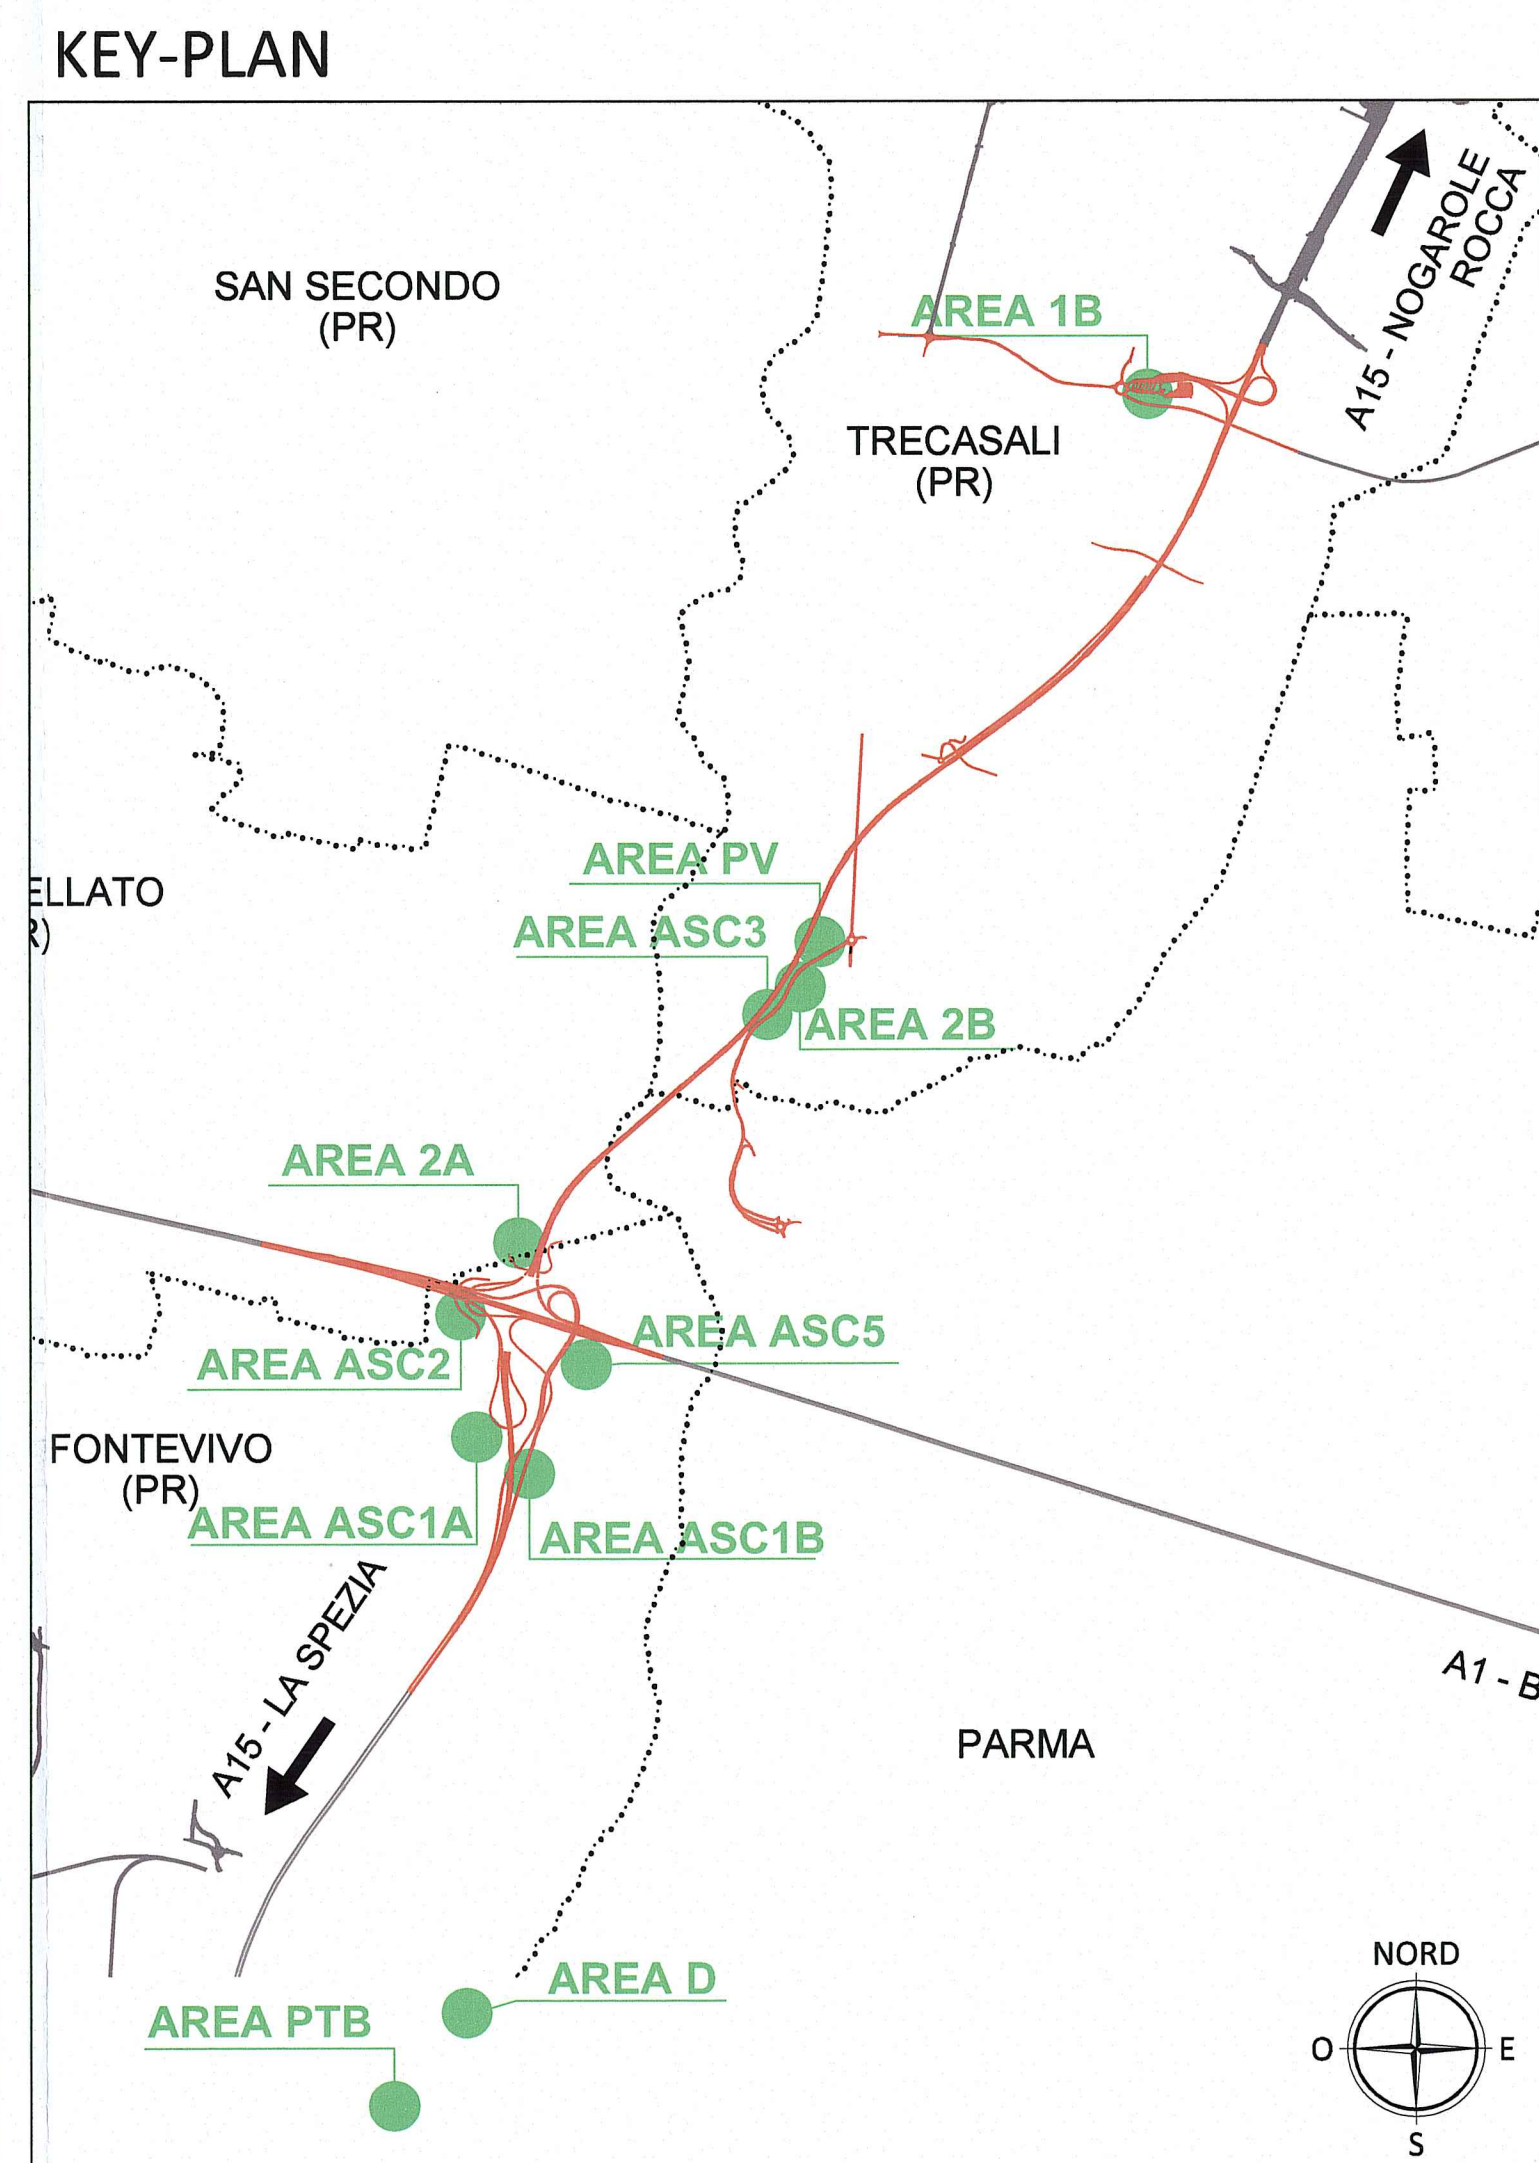 KEY-PLAN
A15 - NOGAROLE
ROCCA
SAN SECONDO
(PR)
AREA 1B
TRECASALI
(PR)
AREA PV
ELLATO
R)
AREA ASC3
AREA 2B
AREA 2A
AREA ASC5
AREA ASC2
FONTEVIVO
(PR)
AREA ASC1A
AREA ASC1B
A15 - LA SPEZIA
A1 - B
PARMA
NORD
O
E
S
AREA D
AREA PTB